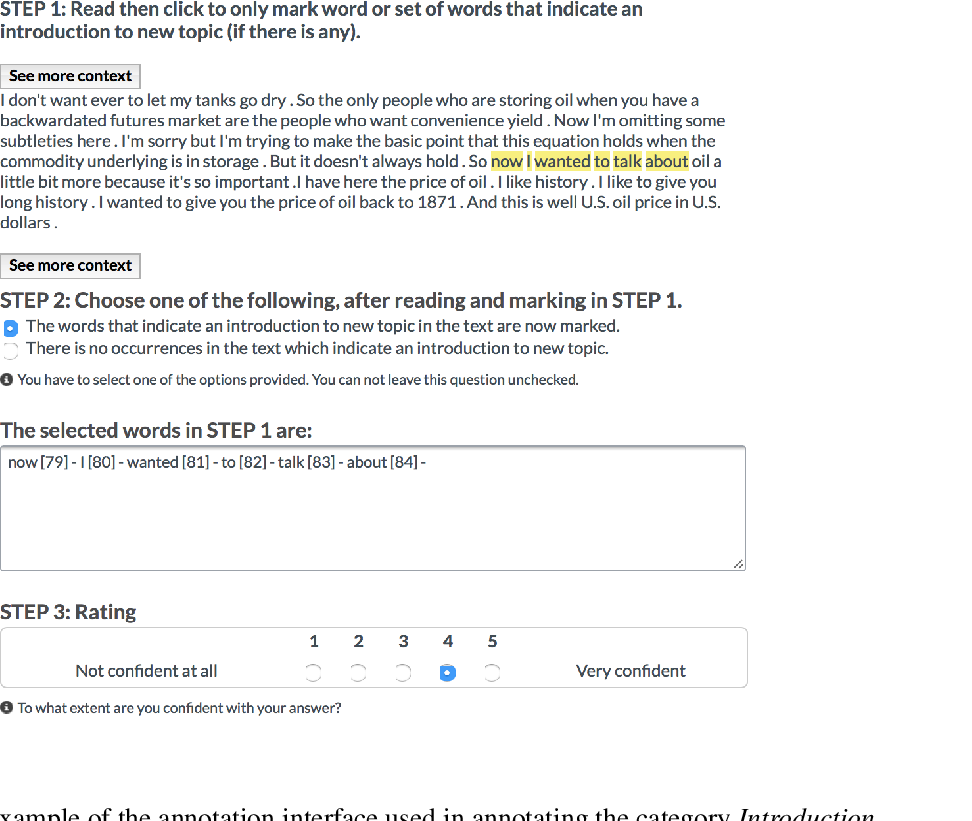 STEP 1: Read then click to only mark word or set of words that indicate an
introduction to new topic (if there is any).
See more context
I don't want ever to let my tanks go dry . So the only people who are storing oil when you have a
backwardated futures market are the people who want convenience yield . Now I'm omitting some
subtleties here . I'm sorry but I'm trying to make the basic point that this equation holds when the
commodity underlying is in storage . But it doesn't always hold . So now I wanted to talk about oil a
little bit more because it's so important .I have here the price of oil . I like history . I like to give you
long history . I wanted to give you the price of oil back to 1871 . And this is well U.S. oil price in U.S.
dollars .
See more context
STEP 2: Choose one of the following, after reading and marking in STEP 1.
The words that indicate an introduction to new topic in the text are now marked.
There is no occurrences in the text which indicate an introduction to new topic.
You have to select one of the options provided. You can not leave this question unchecked.
The selected words in STEP 1 are:
now [79] - I [80] - wanted [81] - to [82] - talk [83] - about [84] -
STEP 3: Rating
1 2 3 4 5
Not confident at all Very confident
To what extent are you confident with your answer?
xample of the annotation interface used in annotating the category Introduction